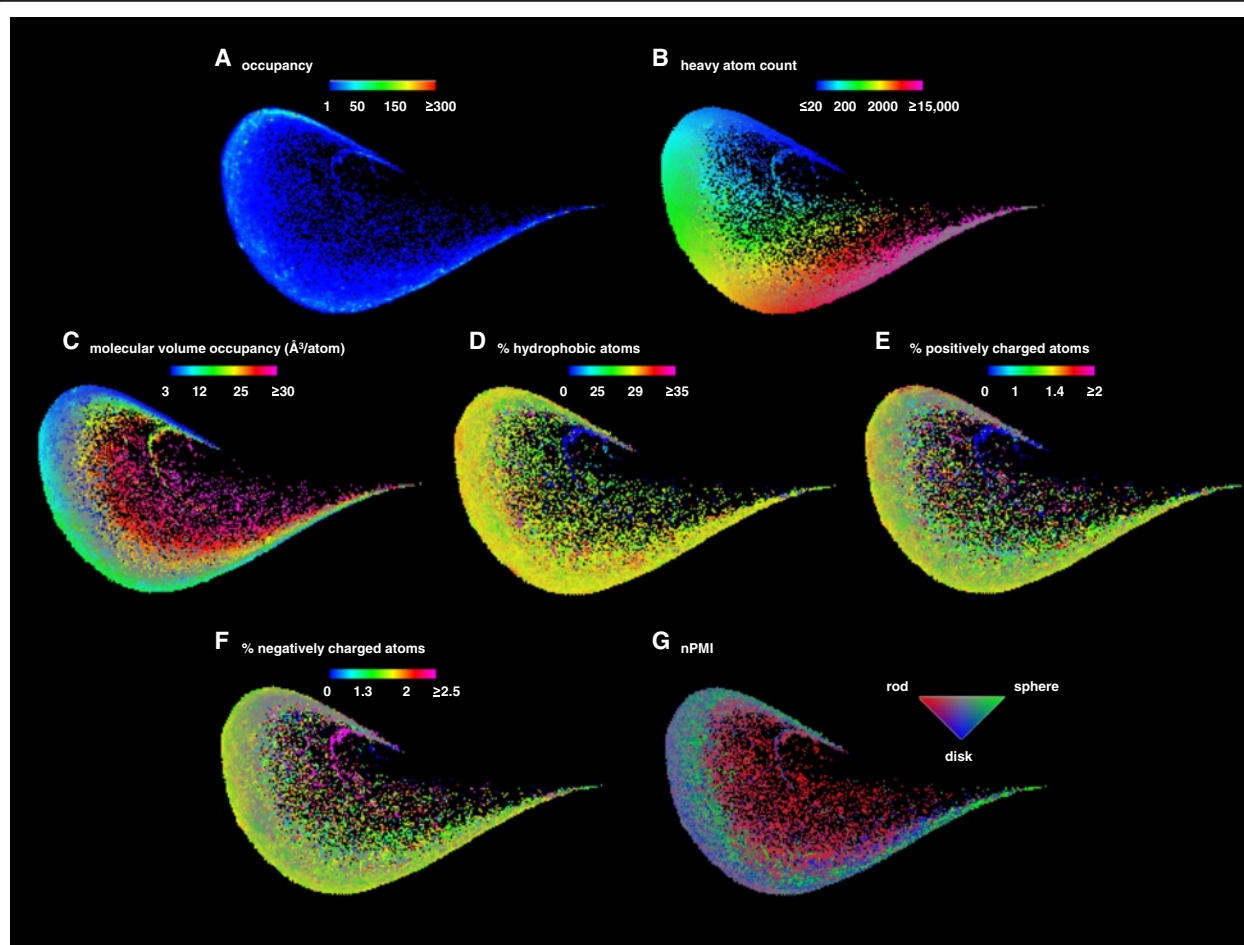 A occupancy
1 50 150 ≥300
B heavy atom count
≤20 200 2000 ≥15,000
C molecular volume occupancy (Å³/atom)
3 12 25 ≥30
D % hydrophobic atoms
0 25 29 ≥35
E % positively charged atoms
0 1 1.4 ≥2
F % negatively charged atoms
0 1.3 2 ≥2.5
G nPMI
rod sphere
disk